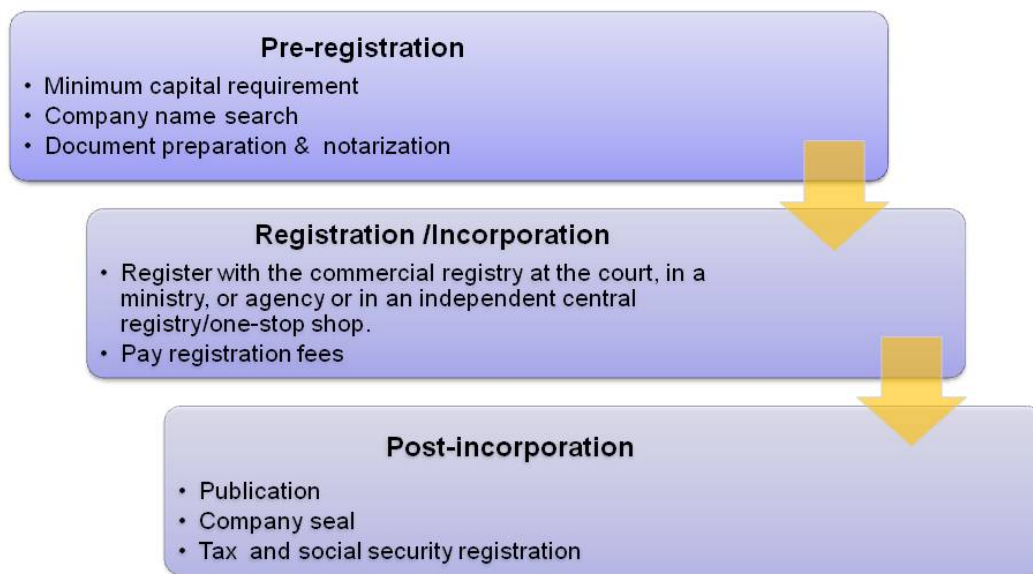 Pre-registration
• Minimum capital requirement
• Company name search
• Document preparation & notarization
Registration /Incorporation
• Register with the commercial registry at the court, in a
ministry, or agency or in an independent central
registry/one-stop shop.
• Pay registration fees
Post-incorporation
• Publication
• Company seal
• Tax and social security registration